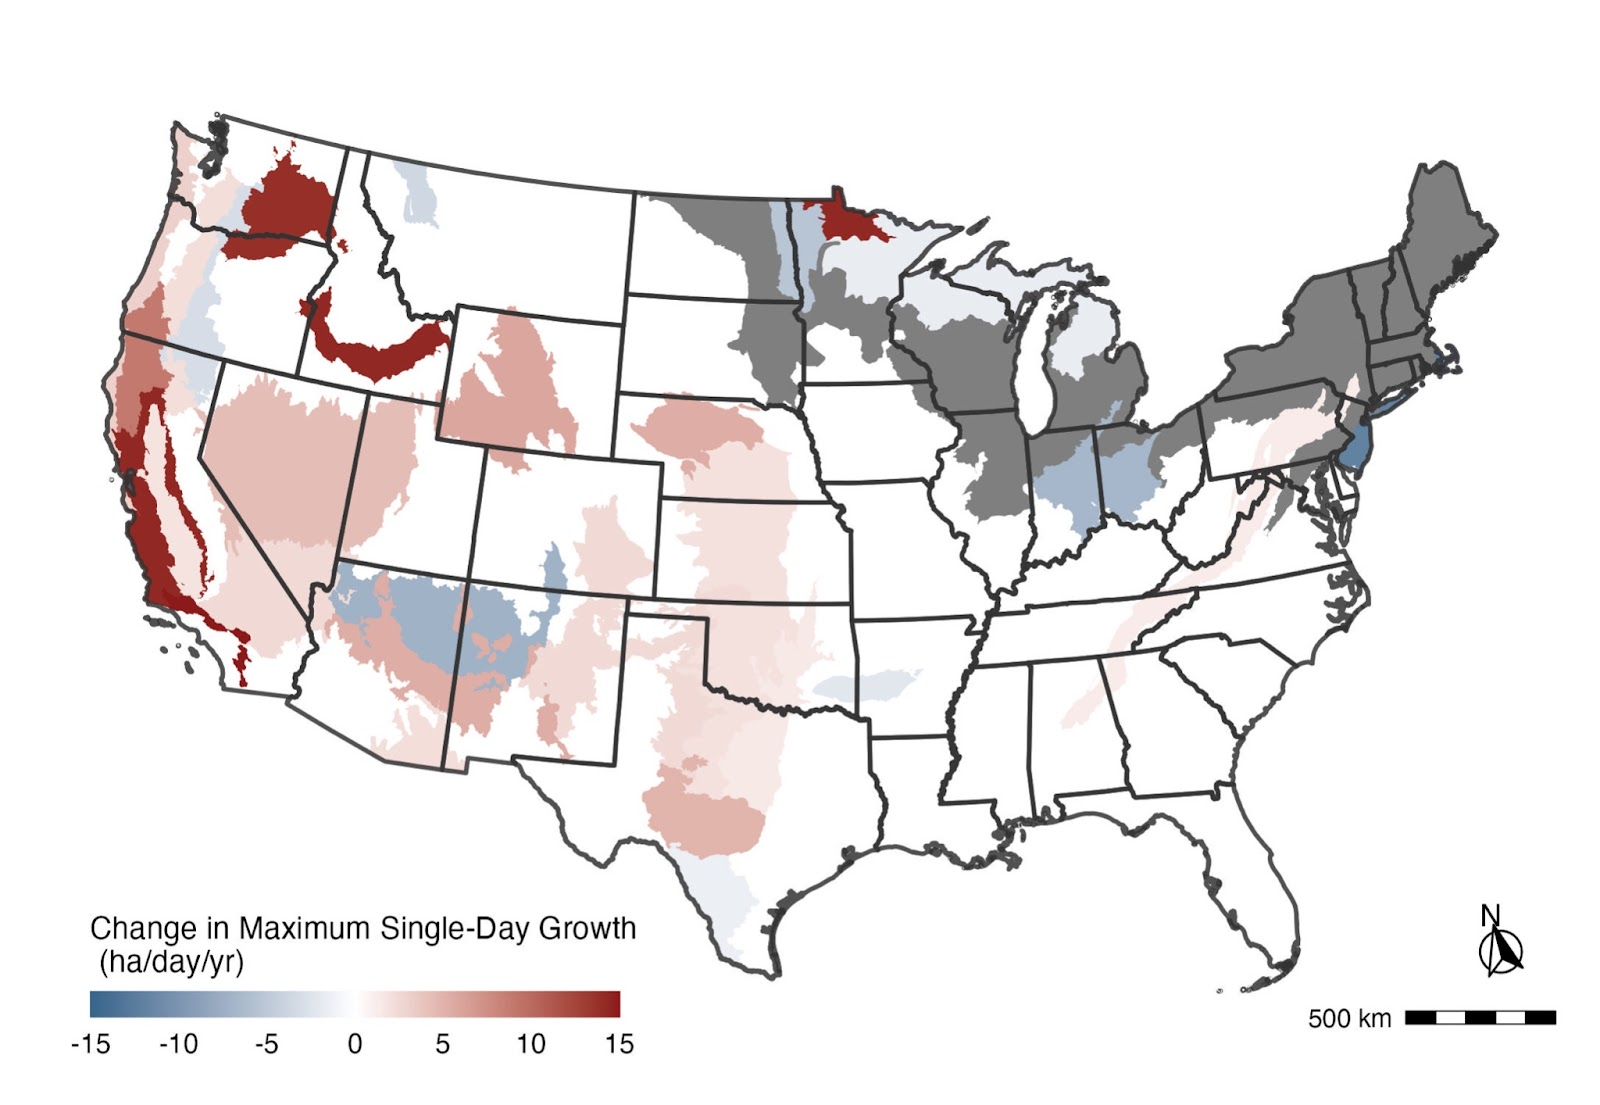 N
Change in Maximum Single-Day Growth
(ha/day/yr)
-15 -10 -5 0 5 10 15
500 km